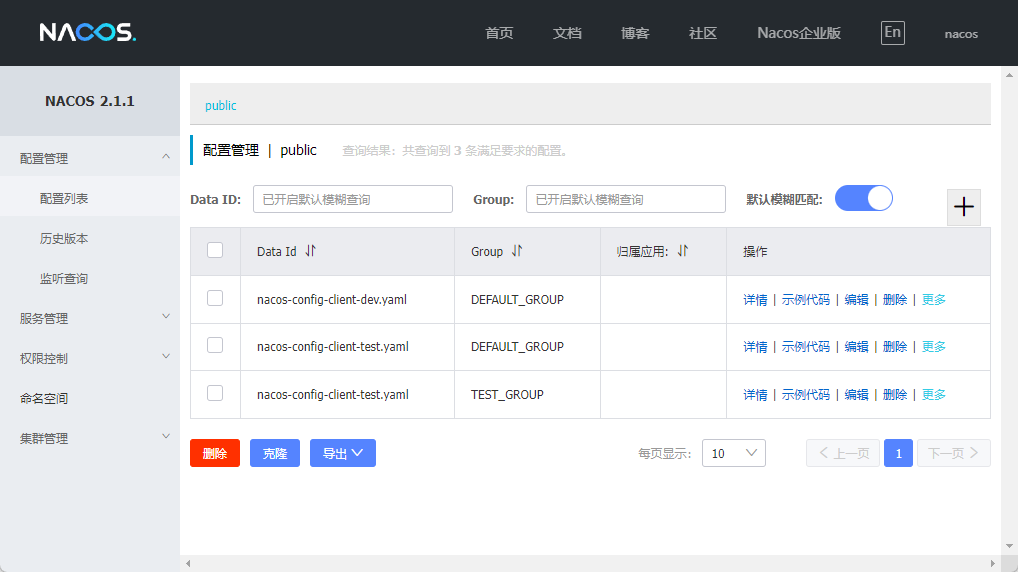 NACOS.
首页 文档 博客 社区 Nacos企业版 En nacos
NACOS 2.1.1
配置管理
配置列表
历史版本
监听查询
服务管理
权限控制
命名空间
集群管理
public
配置管理 | public 查询结果：共查询到 3 条满足要求的配置。
Data ID: 已开启默认模糊查询 Group: 已开启默认模糊查询 默认模糊匹配:
Data Id Group 归属应用: 操作
nacos-config-client-dev.yaml DEFAULT_GROUP 详情 | 示例代码 | 编辑 | 删除 | 更多
nacos-config-client-test.yaml DEFAULT_GROUP 详情 | 示例代码 | 编辑 | 删除 | 更多
nacos-config-client-test.yaml TEST_GROUP 详情 | 示例代码 | 编辑 | 删除 | 更多
删除 克隆 导出 每页显示: 10 上一页 1 下一页